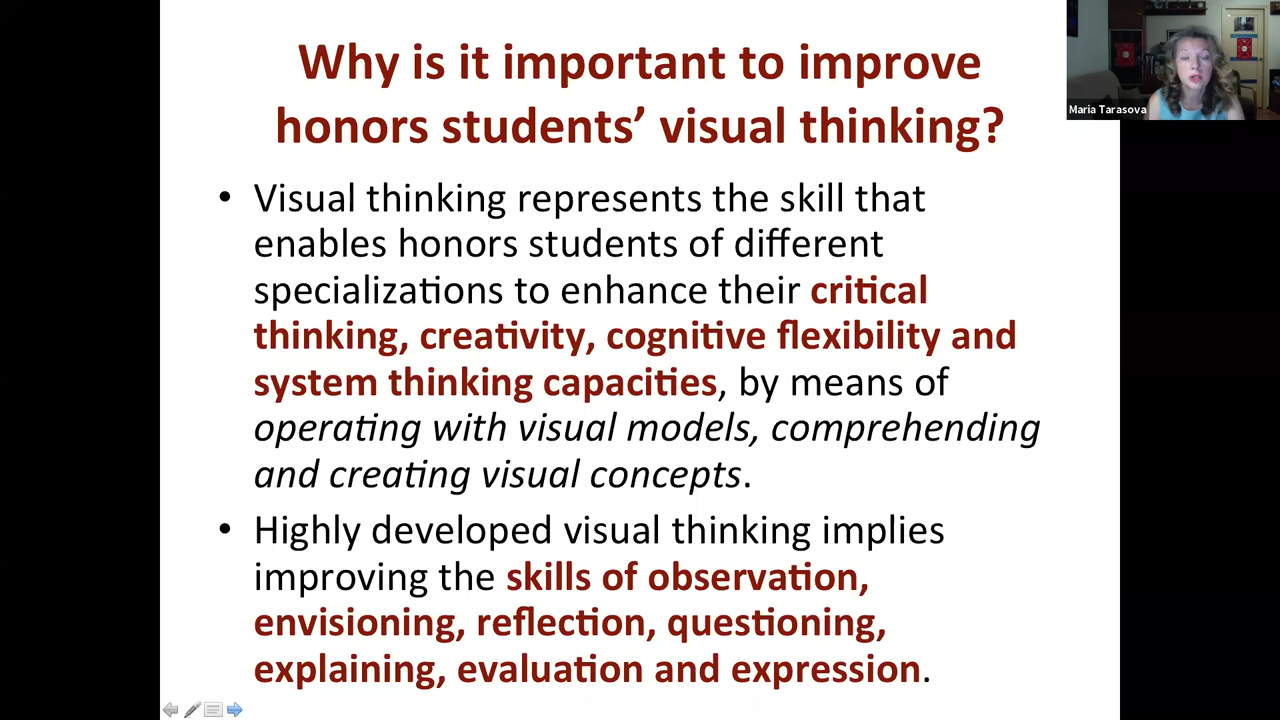 Why is it important to improve
honors students’ visual thinking?
• Visual thinking represents the skill that
enables honors students of different
specializations to enhance their critical
thinking, creativity, cognitive flexibility and
system thinking capacities, by means of
operating with visual models, comprehending
and creating visual concepts.
• Highly developed visual thinking implies
improving the skills of observation,
envisioning, reflection, questioning,
explaining, evaluation and expression.
Maria Tarasova